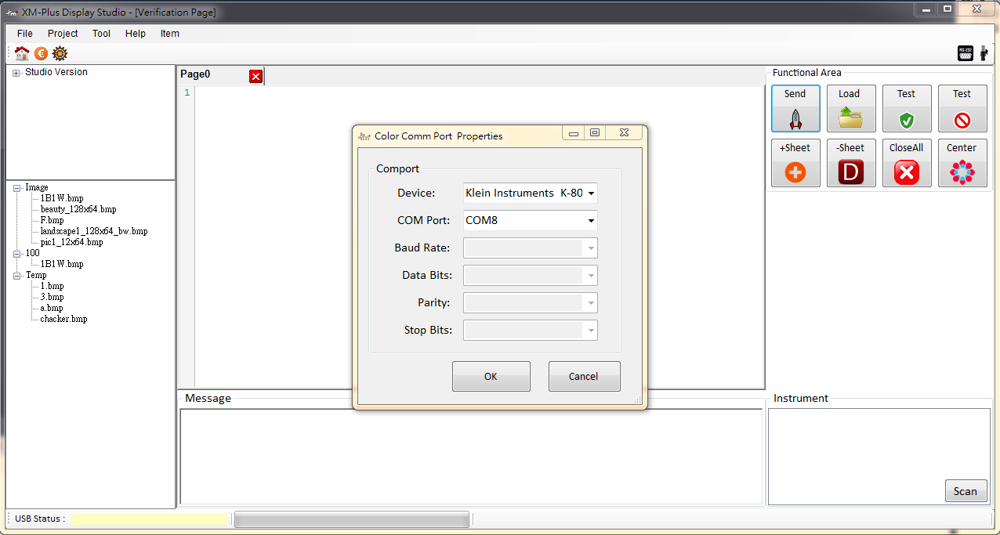 XM-Plus Display Studio - [Verification Page]
File Project Tool Help Item
RS-232
Studio Version
Page0
1
Functional Area
Send Load Test Test
+Sheet -Sheet CloseAll Center
D
Image
1B1W.bmp
beauty_128x64.bmp
F.bmp
landscape1_128x64_bw.bmp
pic1_12x64.bmp
100
1B1W.bmp
Temp
1.bmp
3.bmp
a.bmp
chacker.bmp
Color Comm Port Properties
Comport
Device: Klein Instruments K-80
COM Port: COM8
Baud Rate:
Data Bits:
Parity:
Stop Bits:
OK Cancel
Message
Instrument
Scan
USB Status :